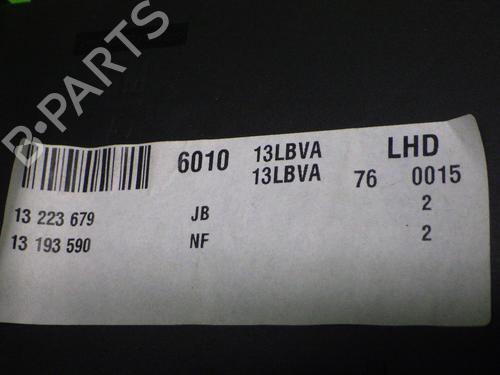 B-PARTS
6010 13LBVA LHD
13LBVA 76 0015
13 223 679 JB 2
13 193 590 NF 2